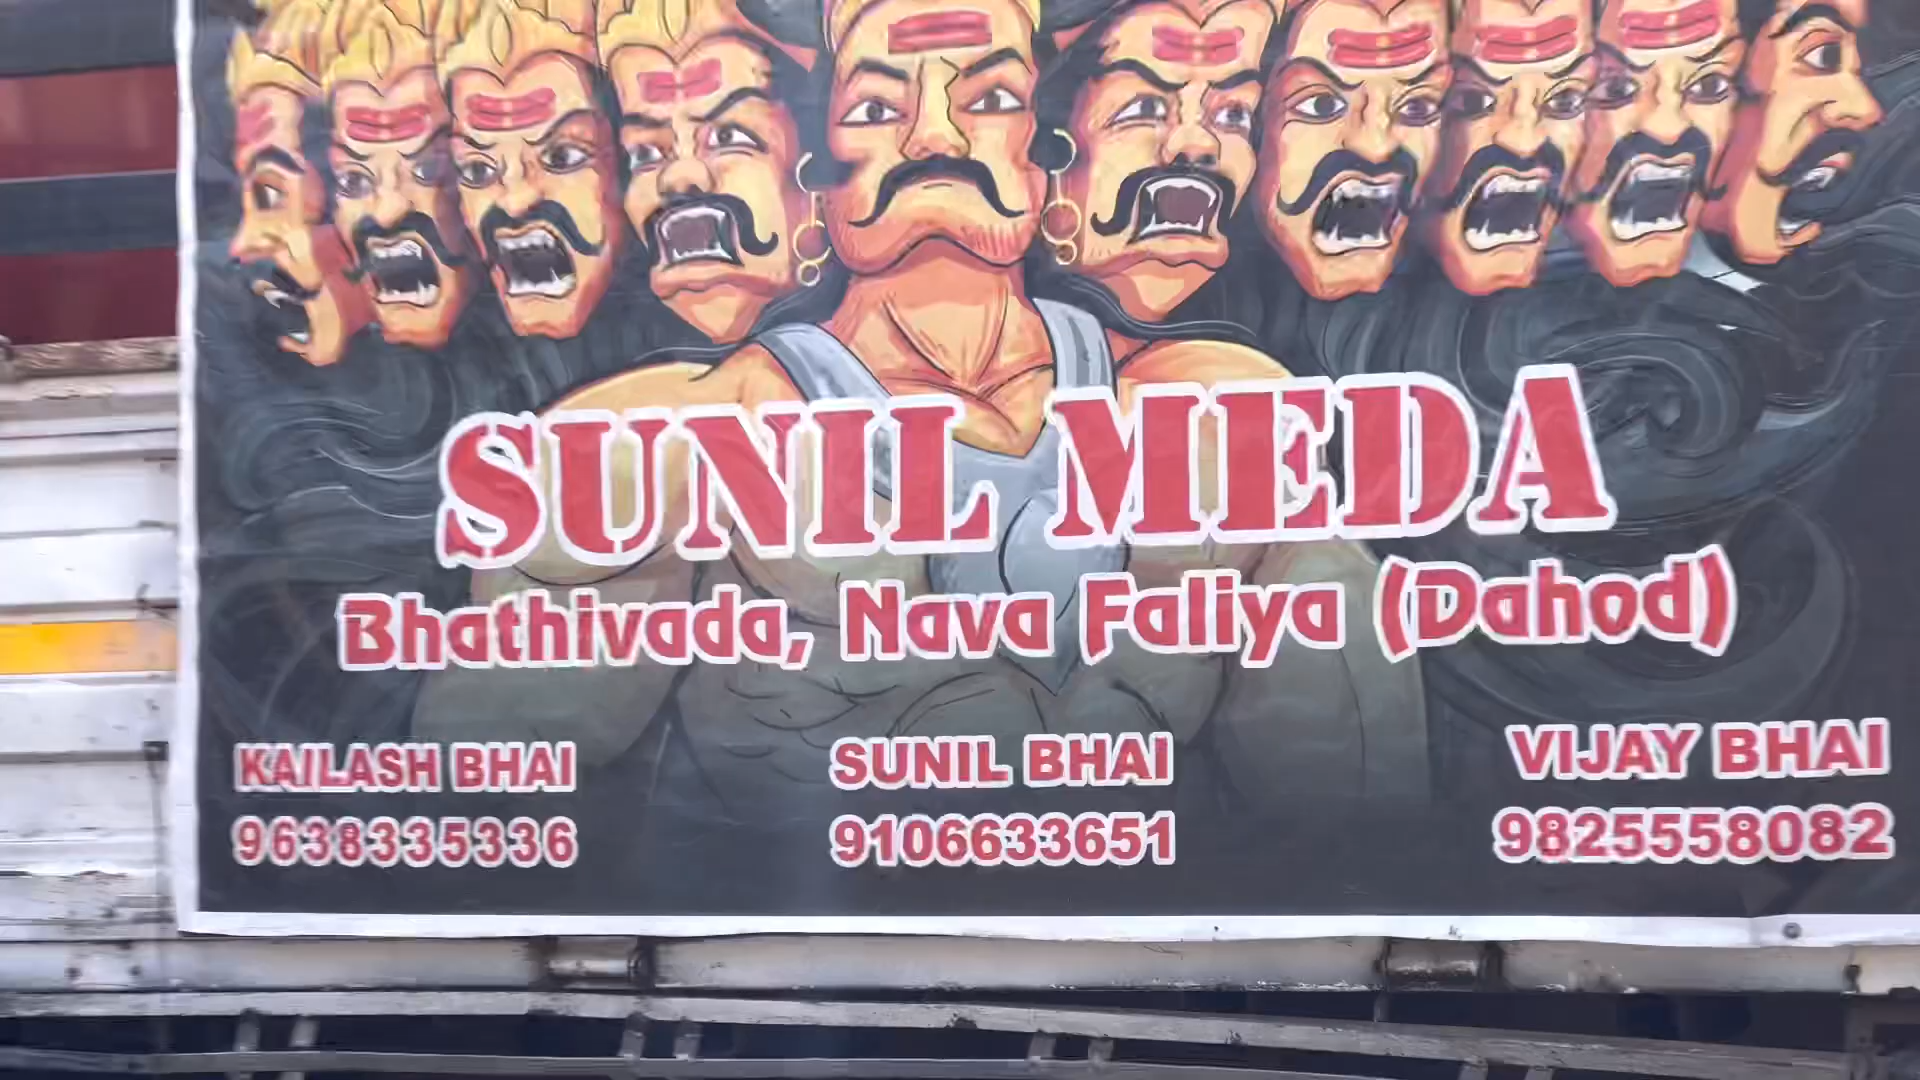 SUNIL MEDA
Bhathivada, Nava Faliya (Dahod)
KAILASH BHAI SUNIL BHAI VIJAY BHAI
9638335336 9106633651 9825558082